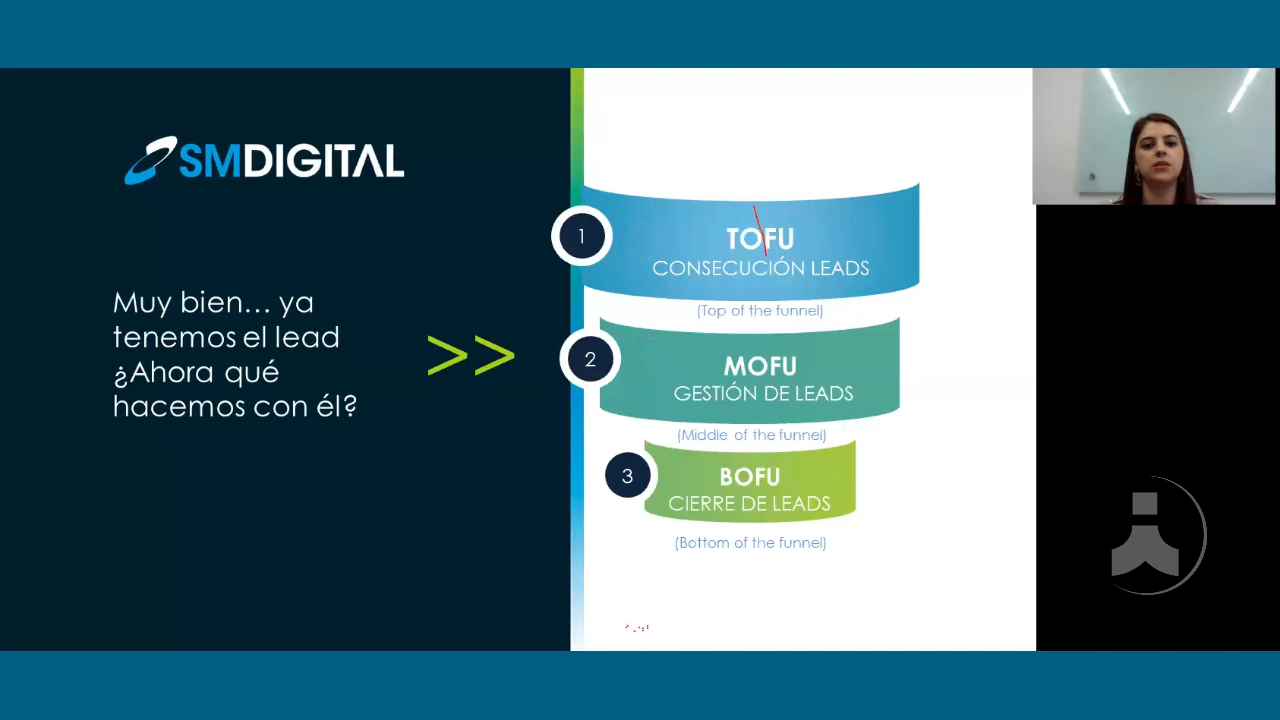 SMDIGITAL
Muy bien... ya
tenemos el lead
¿Ahora qué
hacemos con él?
>>
1
TOFU
CONSECUCIÓN LEADS
(Top of the funnel)
2
MOFU
GESTIÓN DE LEADS
(Middle of the funnel)
3
BOFU
CIERRE DE LEADS
(Bottom of the funnel)